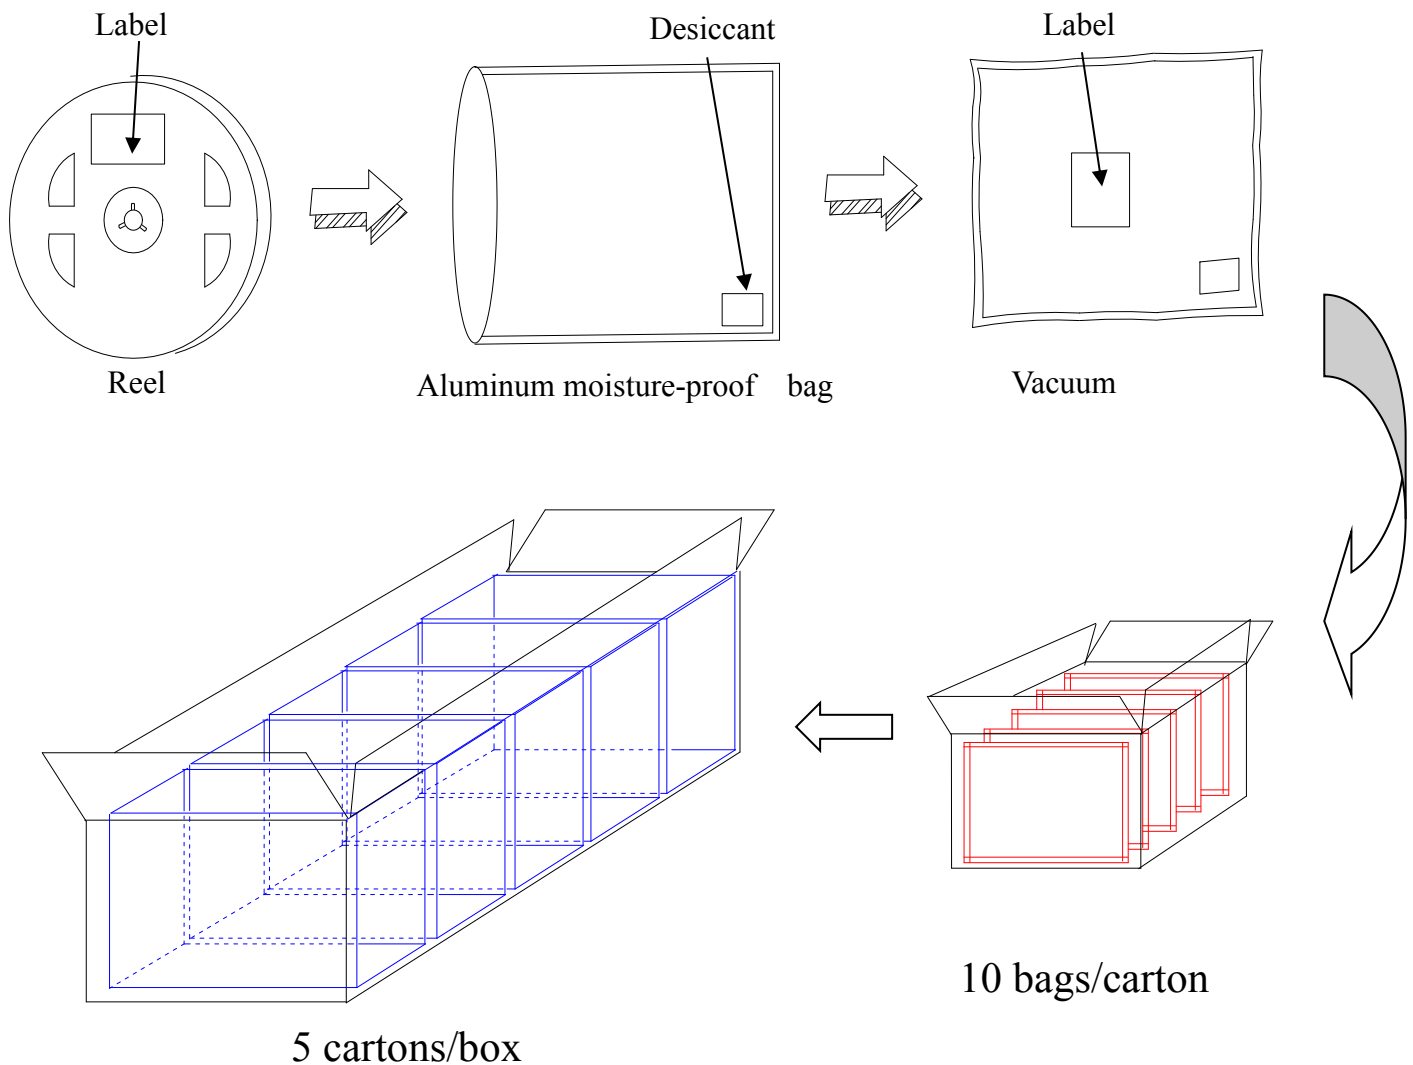 Label
Desiccant
Label
Reel
Aluminum moisture-proof bag
Vacuum
10 bags/carton
5 cartons/box